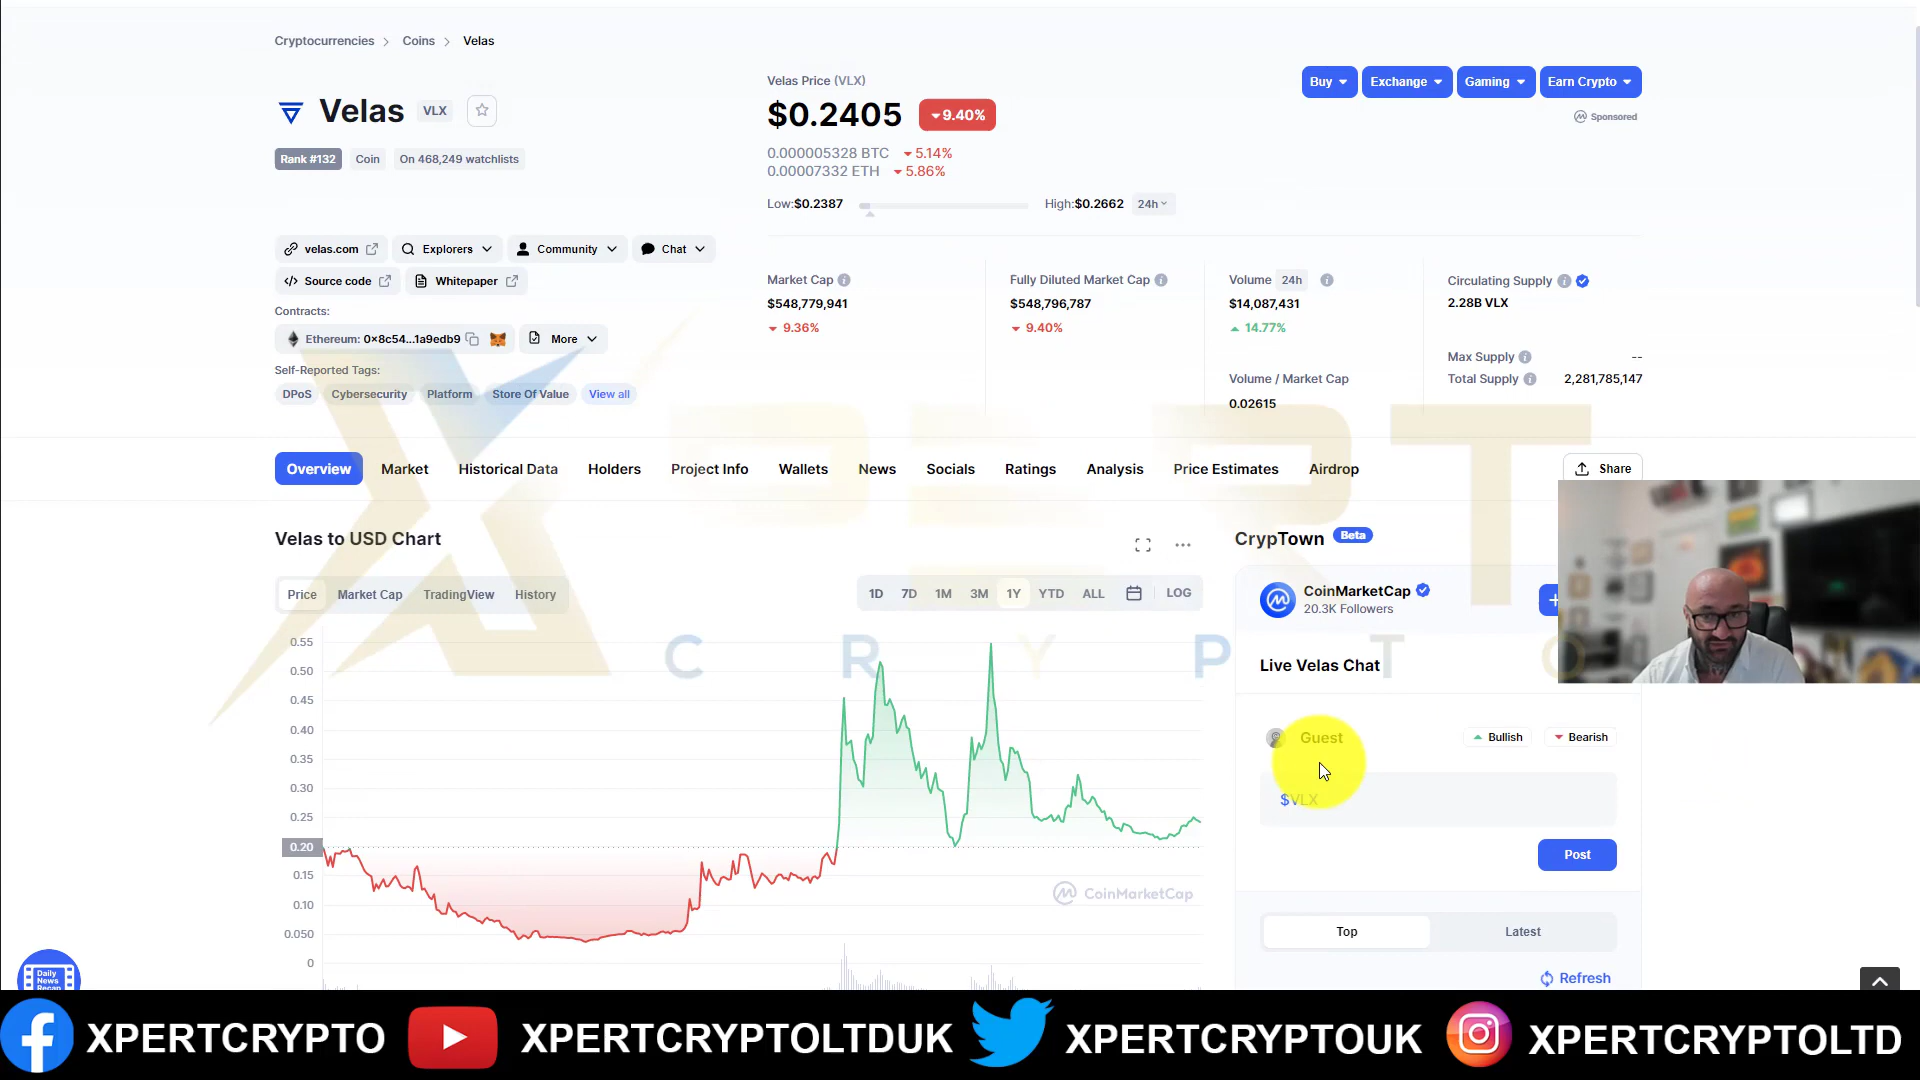 Cryptocurrencies > Coins > Velas
Velas VLX
Rank #132 Coin On 468,249 watchlists
velas.com Explorers Community Chat
Source code Whitepaper
Contracts:
Ethereum: 0x8c54...1a9edb9 More
Self-Reported Tags:
DPoS Cybersecurity Platform Store Of Value View all
Velas Price (VLX)
$0.2405 9.40%
0.000005328 BTC 5.14%
0.00007332 ETH 5.86%
Low:$0.2387 High:$0.2662 24h
Buy Exchange Gaming Earn Crypto
Sponsored
Market Cap
$548,779,941
9.36%
Fully Diluted Market Cap
$548,796,787
9.40%
Volume 24h
$14,087,431
14.77%
Volume / Market Cap
0.02615
Circulating Supply
2.28B VLX
Max Supply --
Total Supply 2,281,785,147
Overview Market Historical Data Holders Project Info Wallets News Socials Ratings Analysis Price Estimates Airdrop
Share
XPERT
CRYPTO
Velas to USD Chart
Price Market Cap TradingView History
1D 7D 1M 3M 1Y YTD ALL LOG
0.55
0.50
0.45
0.40
0.35
0.30
0.25
0.20
0.15
0.10
0.050
0
CoinMarketCap
CrypTown Beta
CoinMarketCap
20.3K Followers
+
Live Velas Chat
Guest Bullish Bearish
$VLX
Post
Top Latest
Refresh
Daily
News
Recap
XPERTCRYPTO XPERTCRYPTOLTDUK XPERTCRYPTOUK XPERTCRYPTOLTD